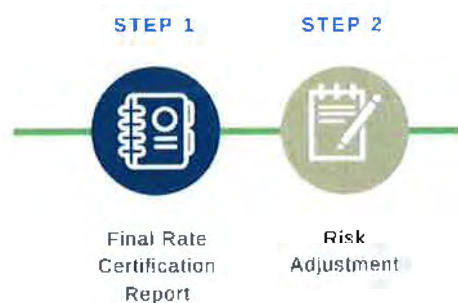 STEP 1
STEP 2
Final Rate
Certification
Report
Risk
Adjustment